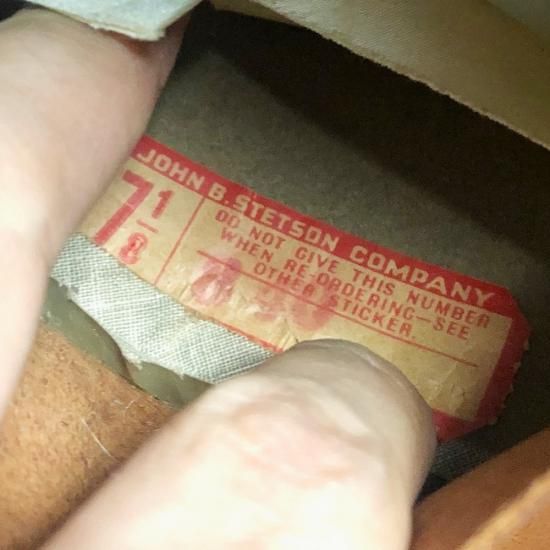 JOHN B. STETSON COMPANY
7 1/8
DO NOT GIVE THIS NUMBER
WHEN RE-ORDERING-SEE
OTHER STICKER.